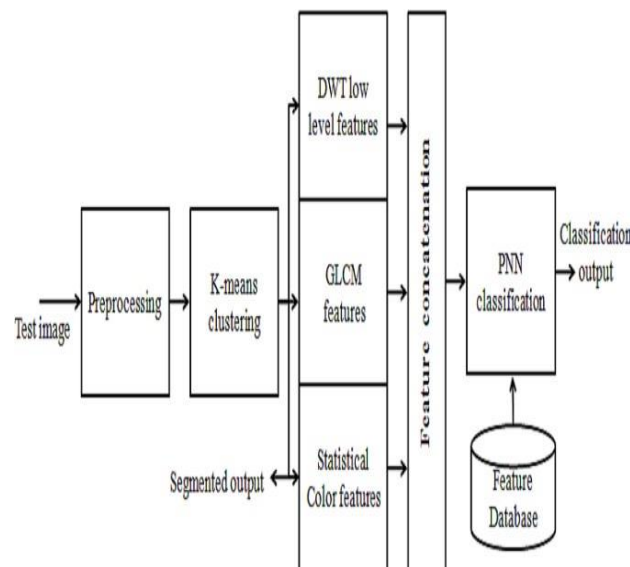 Test image
Preprocessing
K-means
clustering
Segmented output
DWT low
level features
GLCM
features
Statistical
Color features
Feature concatenation
PNN
classification
Classification
output
Feature
Database